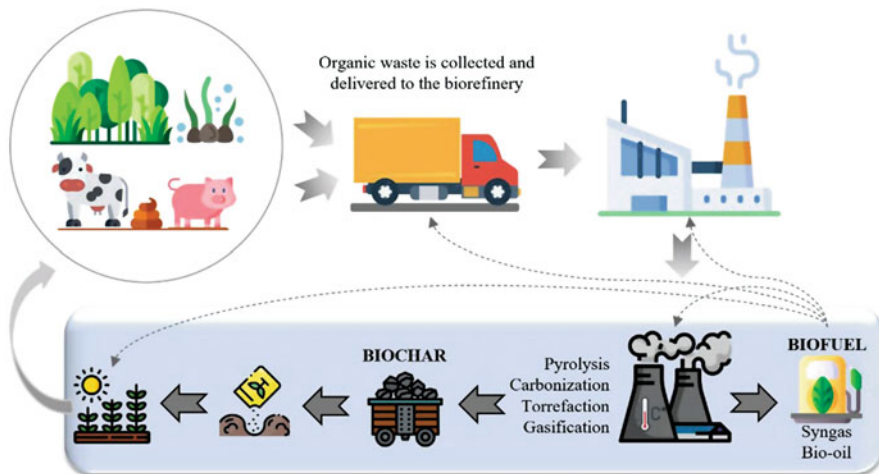 Organic waste is collected and
delivered to the biorefinery
BIOCHAR
Pyrolysis
Carbonization
Torrefaction
Gasification
C°
BIOFUEL
Syngas
Bio-oil